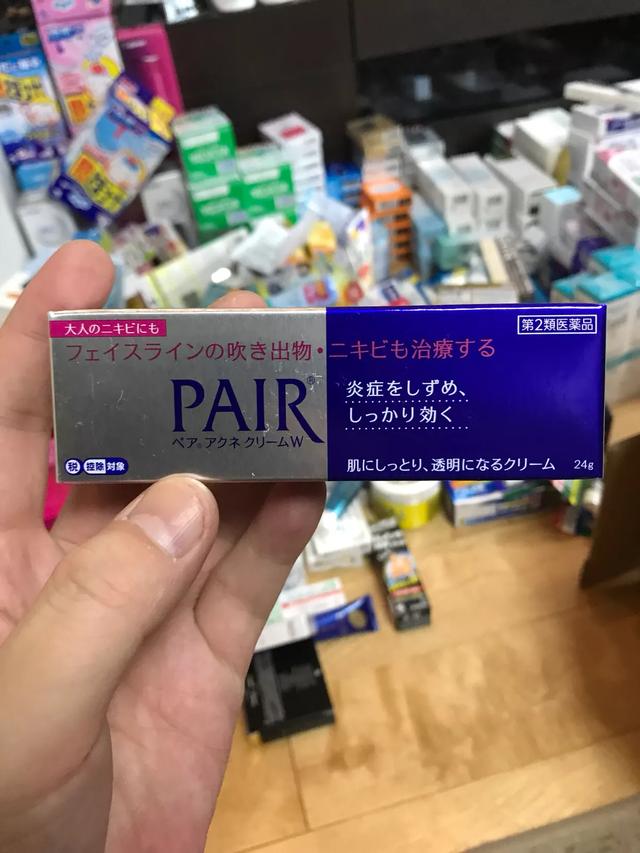 大人のニキビにも
フェイスラインの吹き出物・ニキビも治療する
第2類医薬品
PAIR®
ペア® アクネ クリームW
炎症をしずめ、
しっかり効く
税 控除 対象
肌にしっとり、透明になるクリーム 24g